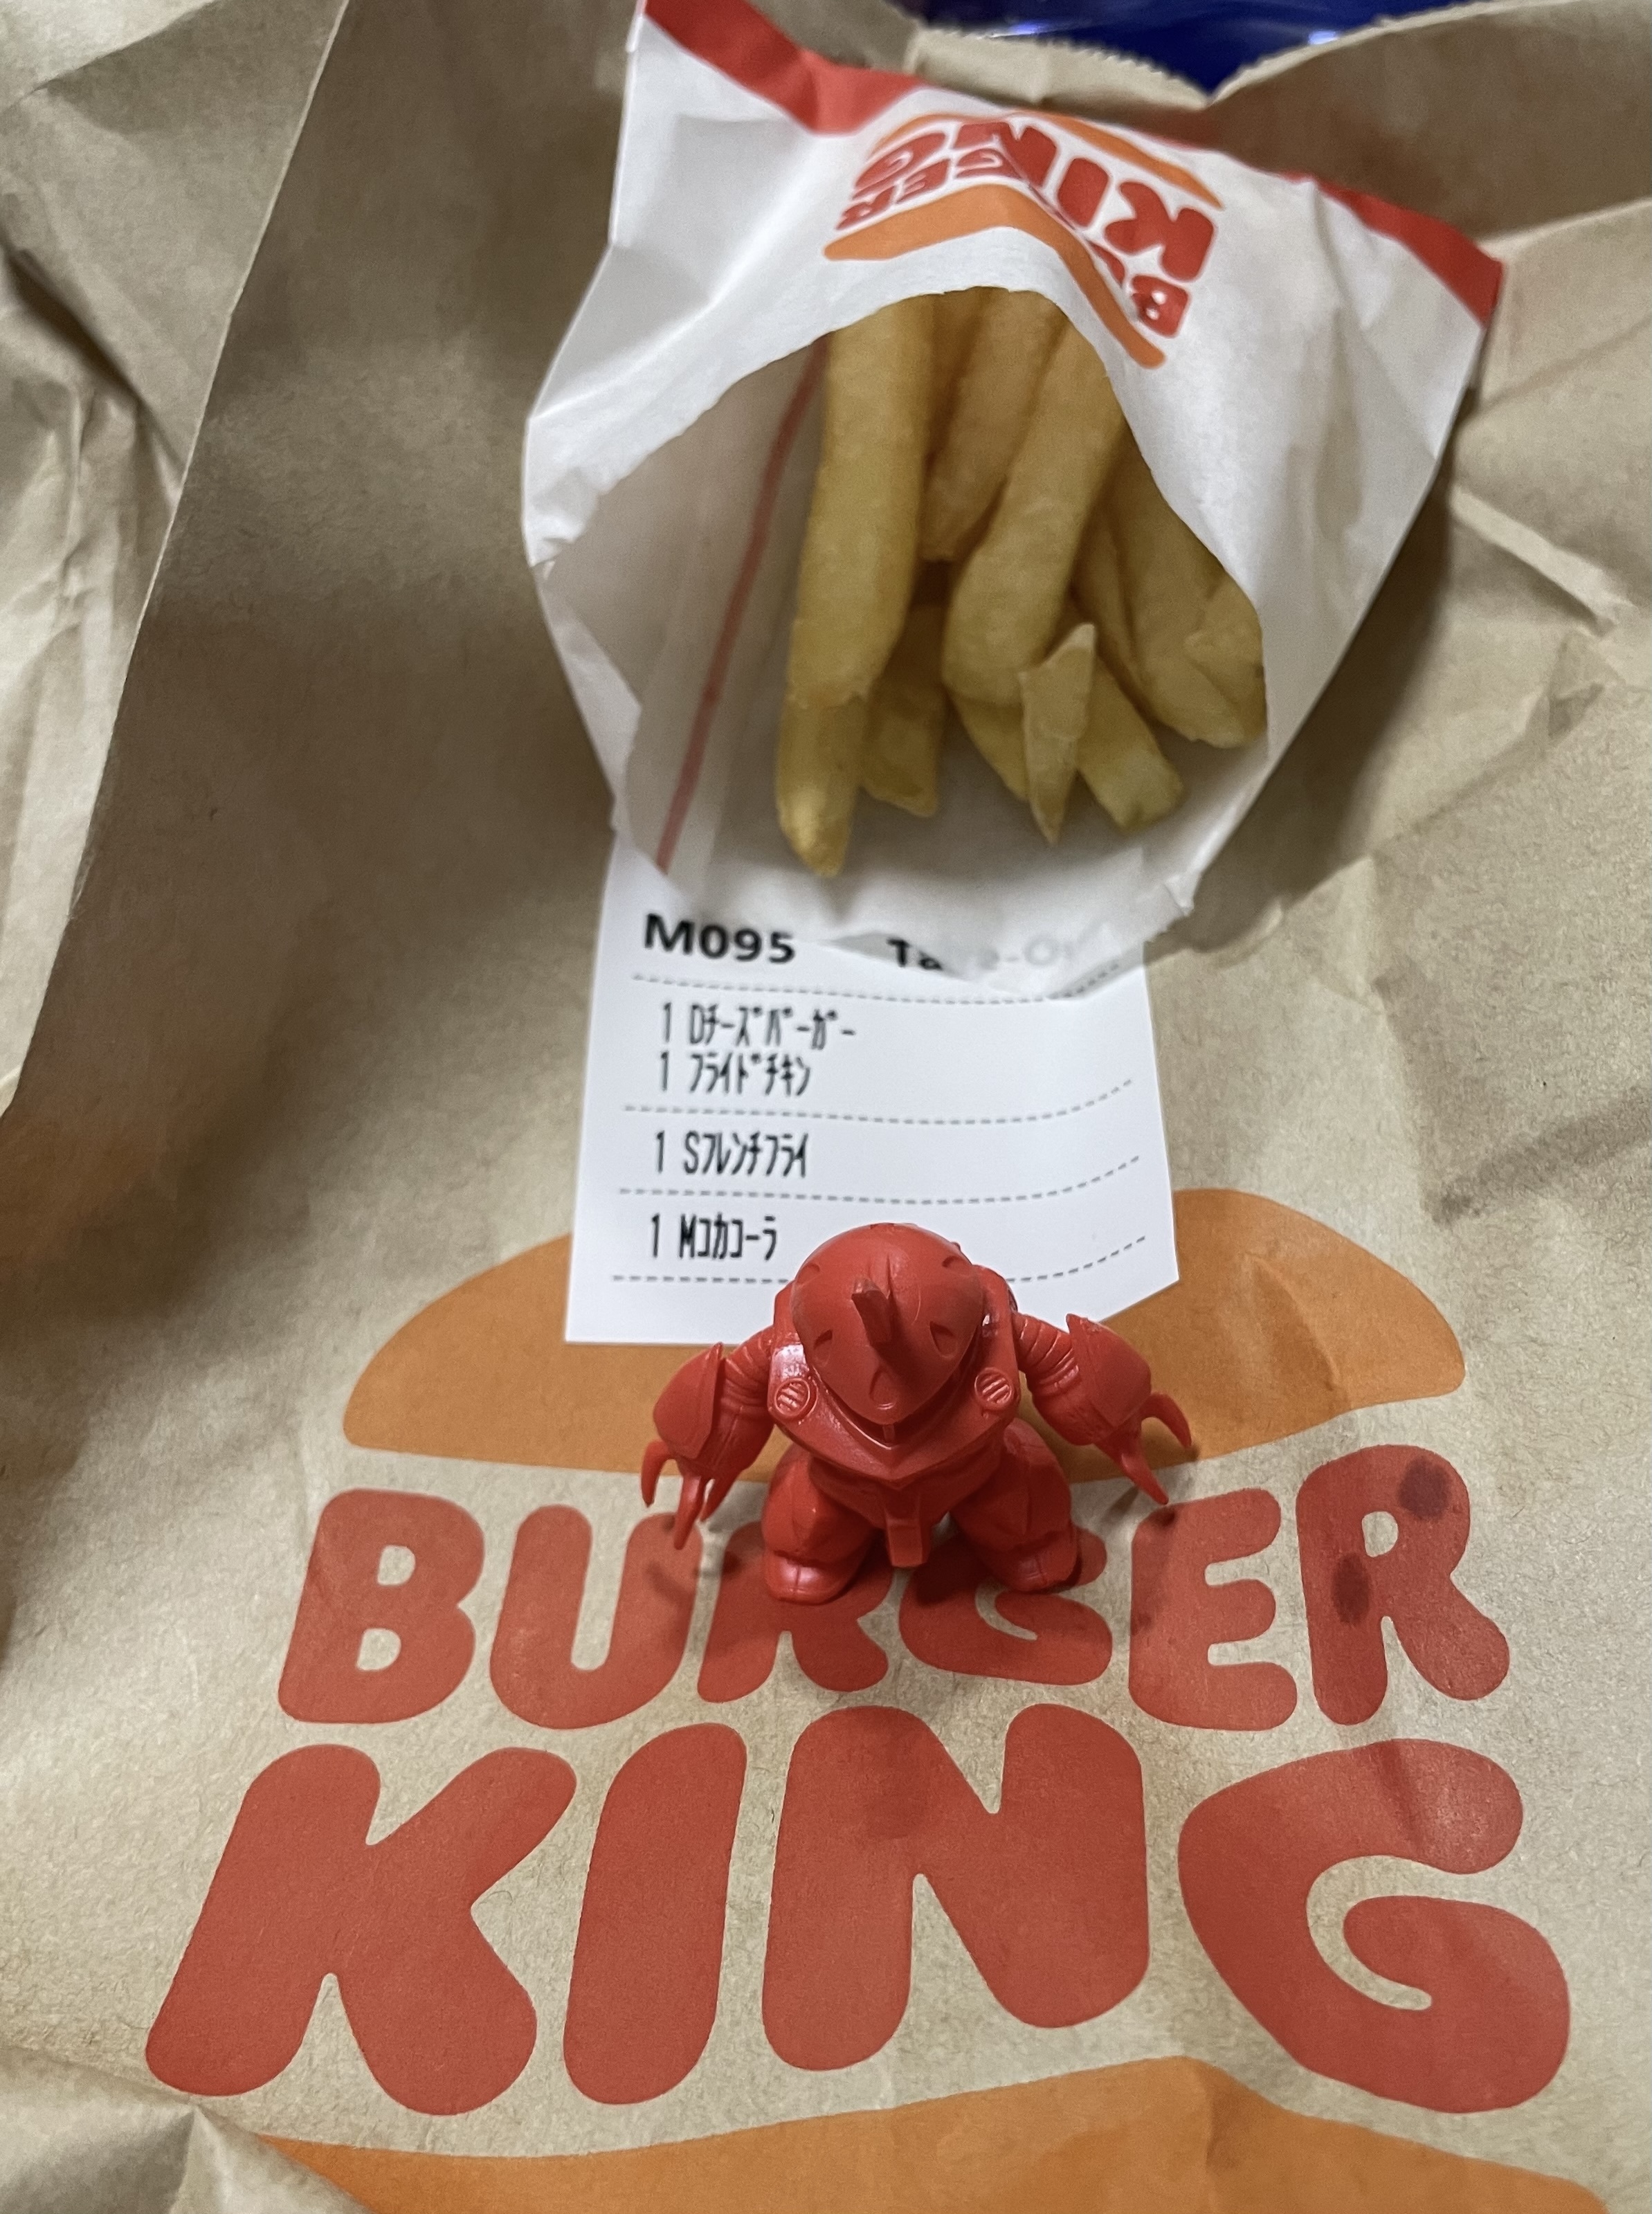 BURGER
KING
M095 Take-Out
1 Dﾁｰｽﾞﾊﾞｰｶﾞｰ
1 ﾌﾗｲﾄﾞﾁｷﾝ
1 Sﾌﾚﾝﾁﾌﾗｲ
1 Mｺｶｺｰﾗ
BURGER
KING